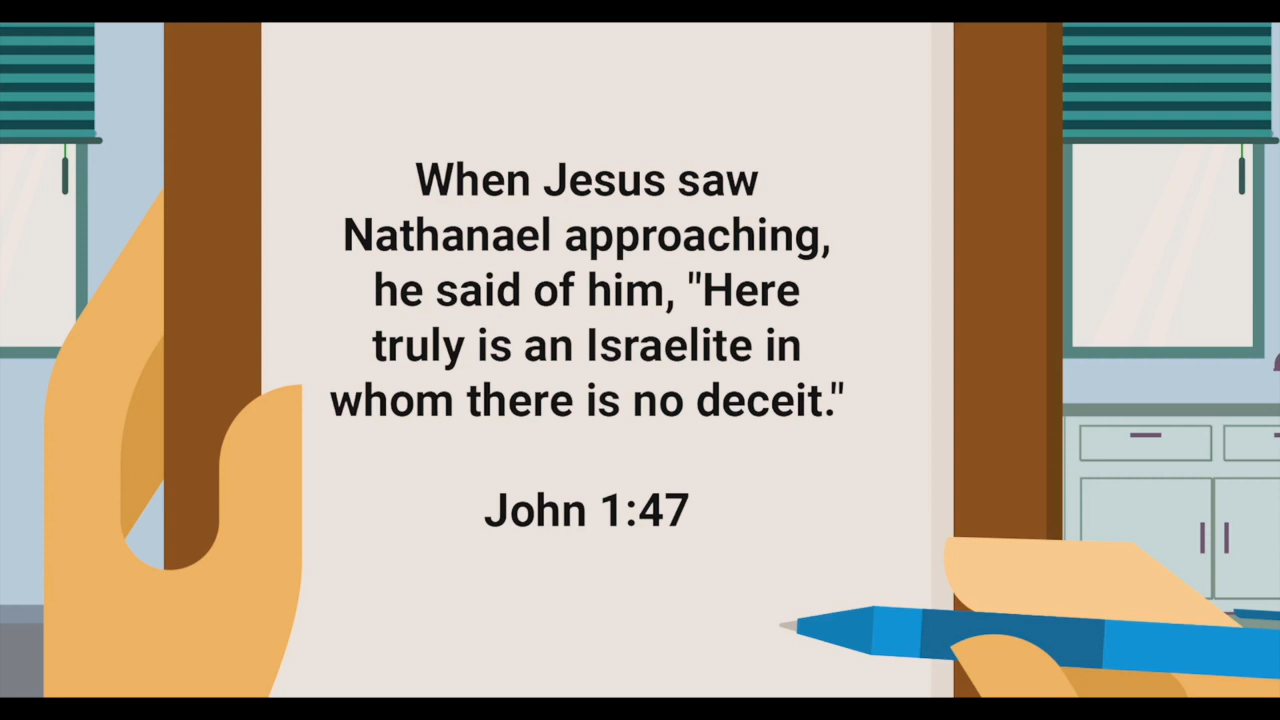 When Jesus saw
Nathanael approaching,
he said of him, "Here
truly is an Israelite in
whom there is no deceit."
John 1:47